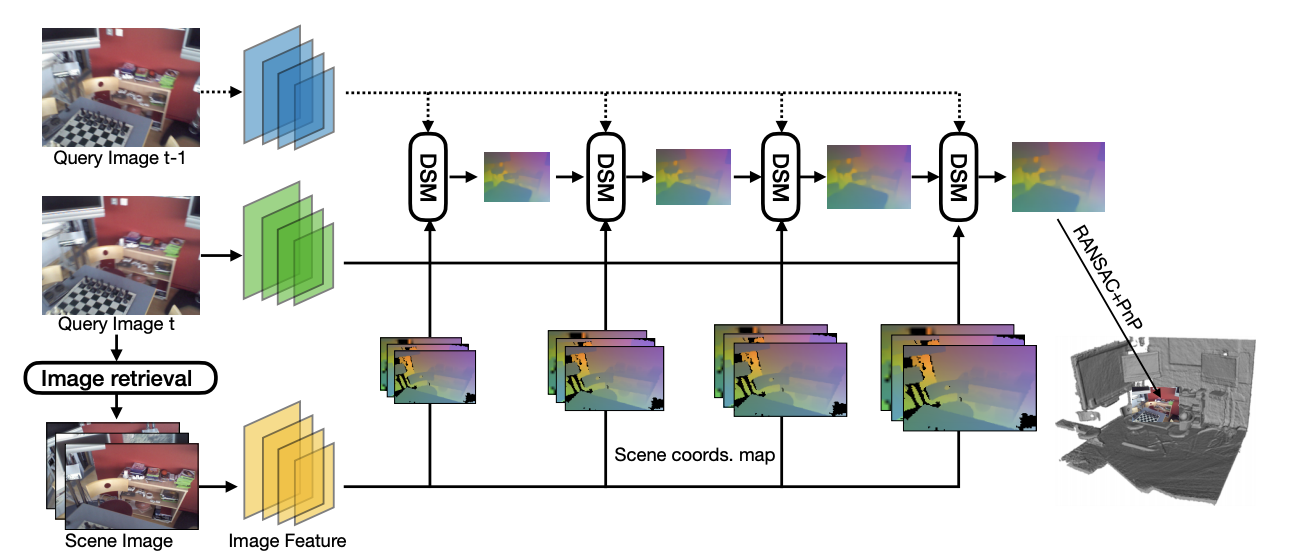 Query Image t-1
DSM
DSM
DSM
DSM
Query Image t
RANSAC+PnP
Image retrieval
Scene coords. map
Scene Image
Image Feature